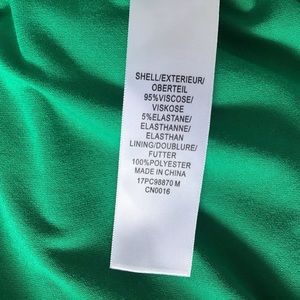 SHELL/EXTERIEUR/
OBERTEIL
95%VISCOSE/
VISKOSE
5%ELASTANE/
ELASTHANNE/
ELASTHAN
LINING/DOUBLURE/
FUTTER
100%POLYESTER
MADE IN CHINA
17PC98870 M
CN0016